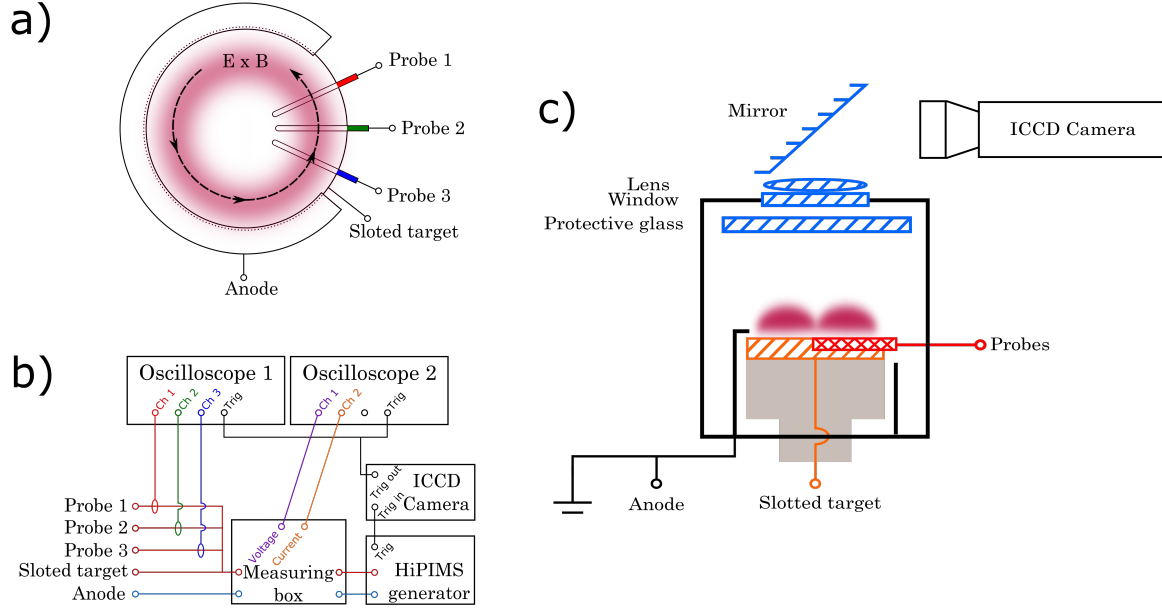 a)
E x B
Probe 1
Probe 2
Probe 3
Sloted target
Anode
b)
Oscilloscope 1
Ch 1
Ch 2
Ch 3
Trig
Oscilloscope 2
Ch 1
Ch 2
Trig
ICCD
Camera
Trig out
Trig in
Probe 1
Probe 2
Probe 3
Sloted target
Anode
Voltage
Current
Measuring
box
Trig
HiPIMS
generator
c)
Mirror
ICCD Camera
Lens
Window
Protective glass
Probes
Anode
Slotted target